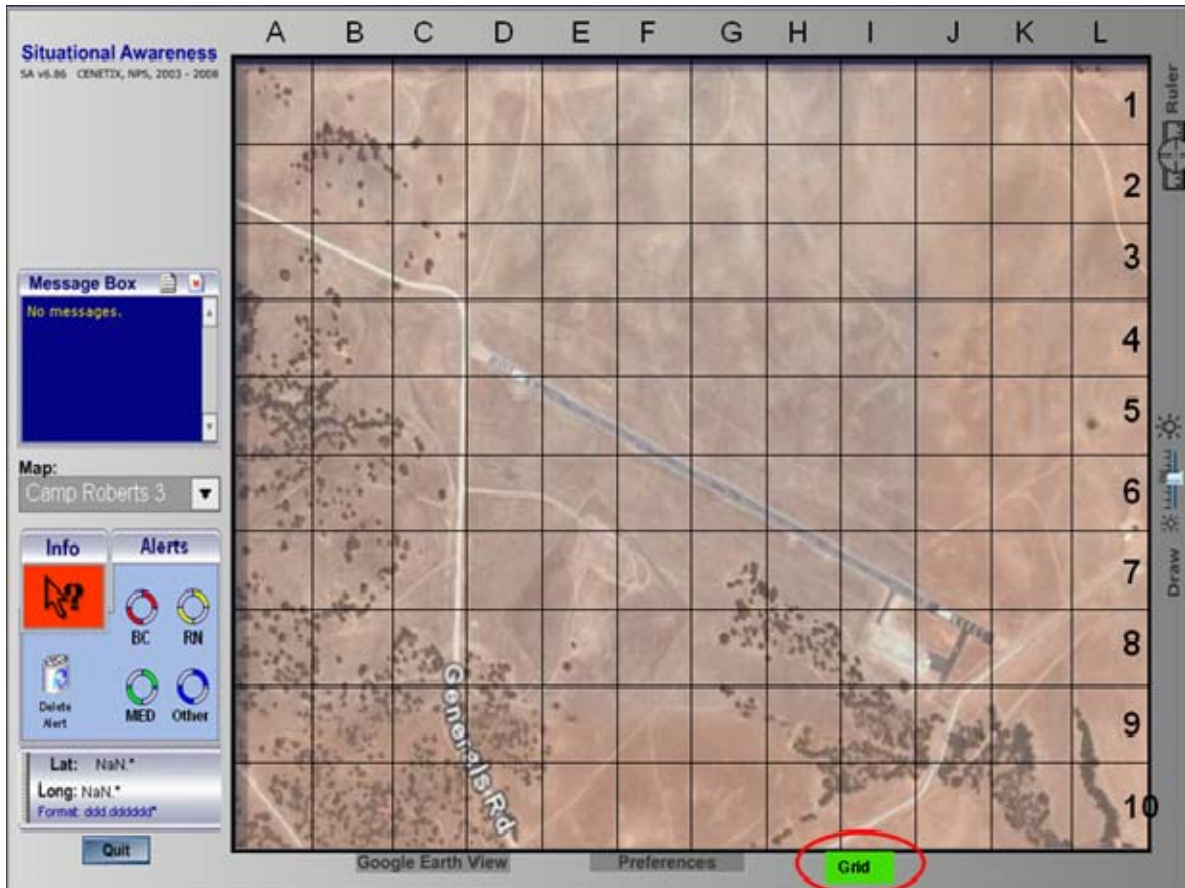 A B C D E F G H I J K L
Situational Awareness
SA v6.86 CENETIX, NPS, 2003 - 2008
Ruler
1
2
3
4
5
6
7
8
9
10
Message Box
No messages.
Map:
Camp Roberts 3
Info Alerts
BC RN
Delete
Alert
MED Other
Lat: NaN.°
Long: NaN.°
Format: ddd.dddddd°
Quit
Generals Rd
Draw
Google Earth View Preferences Grid